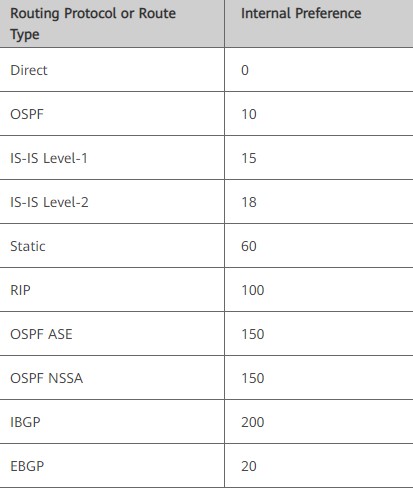 Routing Protocol or Route Internal Preference
Type
Direct 0
OSPF 10
IS-IS Level-1 15
IS-IS Level-2 18
Static 60
RIP 100
OSPF ASE 150
OSPF NSSA 150
IBGP 200
EBGP 20